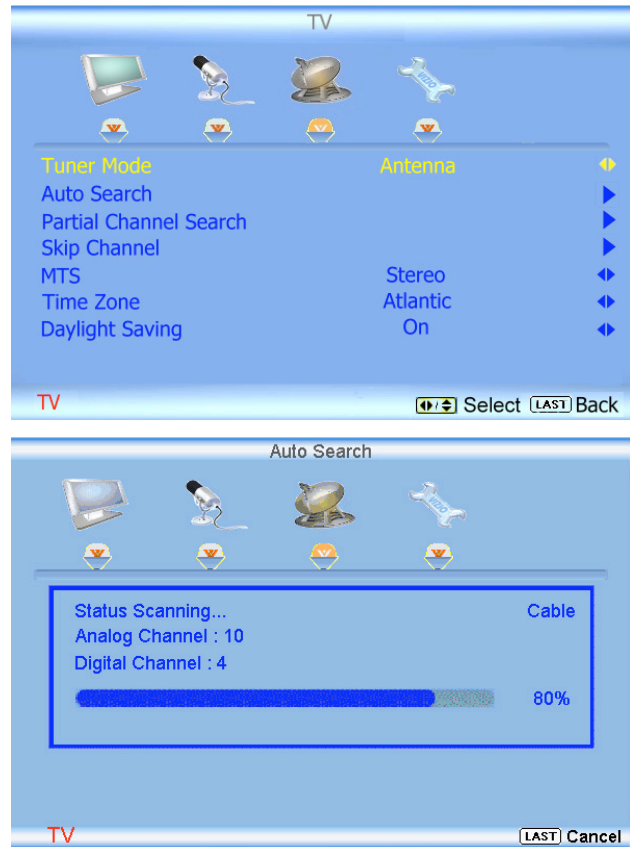 TV
VIZIO
Tuner Mode Antenna
Auto Search
Partial Channel Search
Skip Channel
MTS Stereo
Time Zone Atlantic
Daylight Saving On
TV Select LAST Back
Auto Search
VIZIO
Status Scanning... Cable
Analog Channel : 10
Digital Channel : 4
80%
TV LAST Cancel